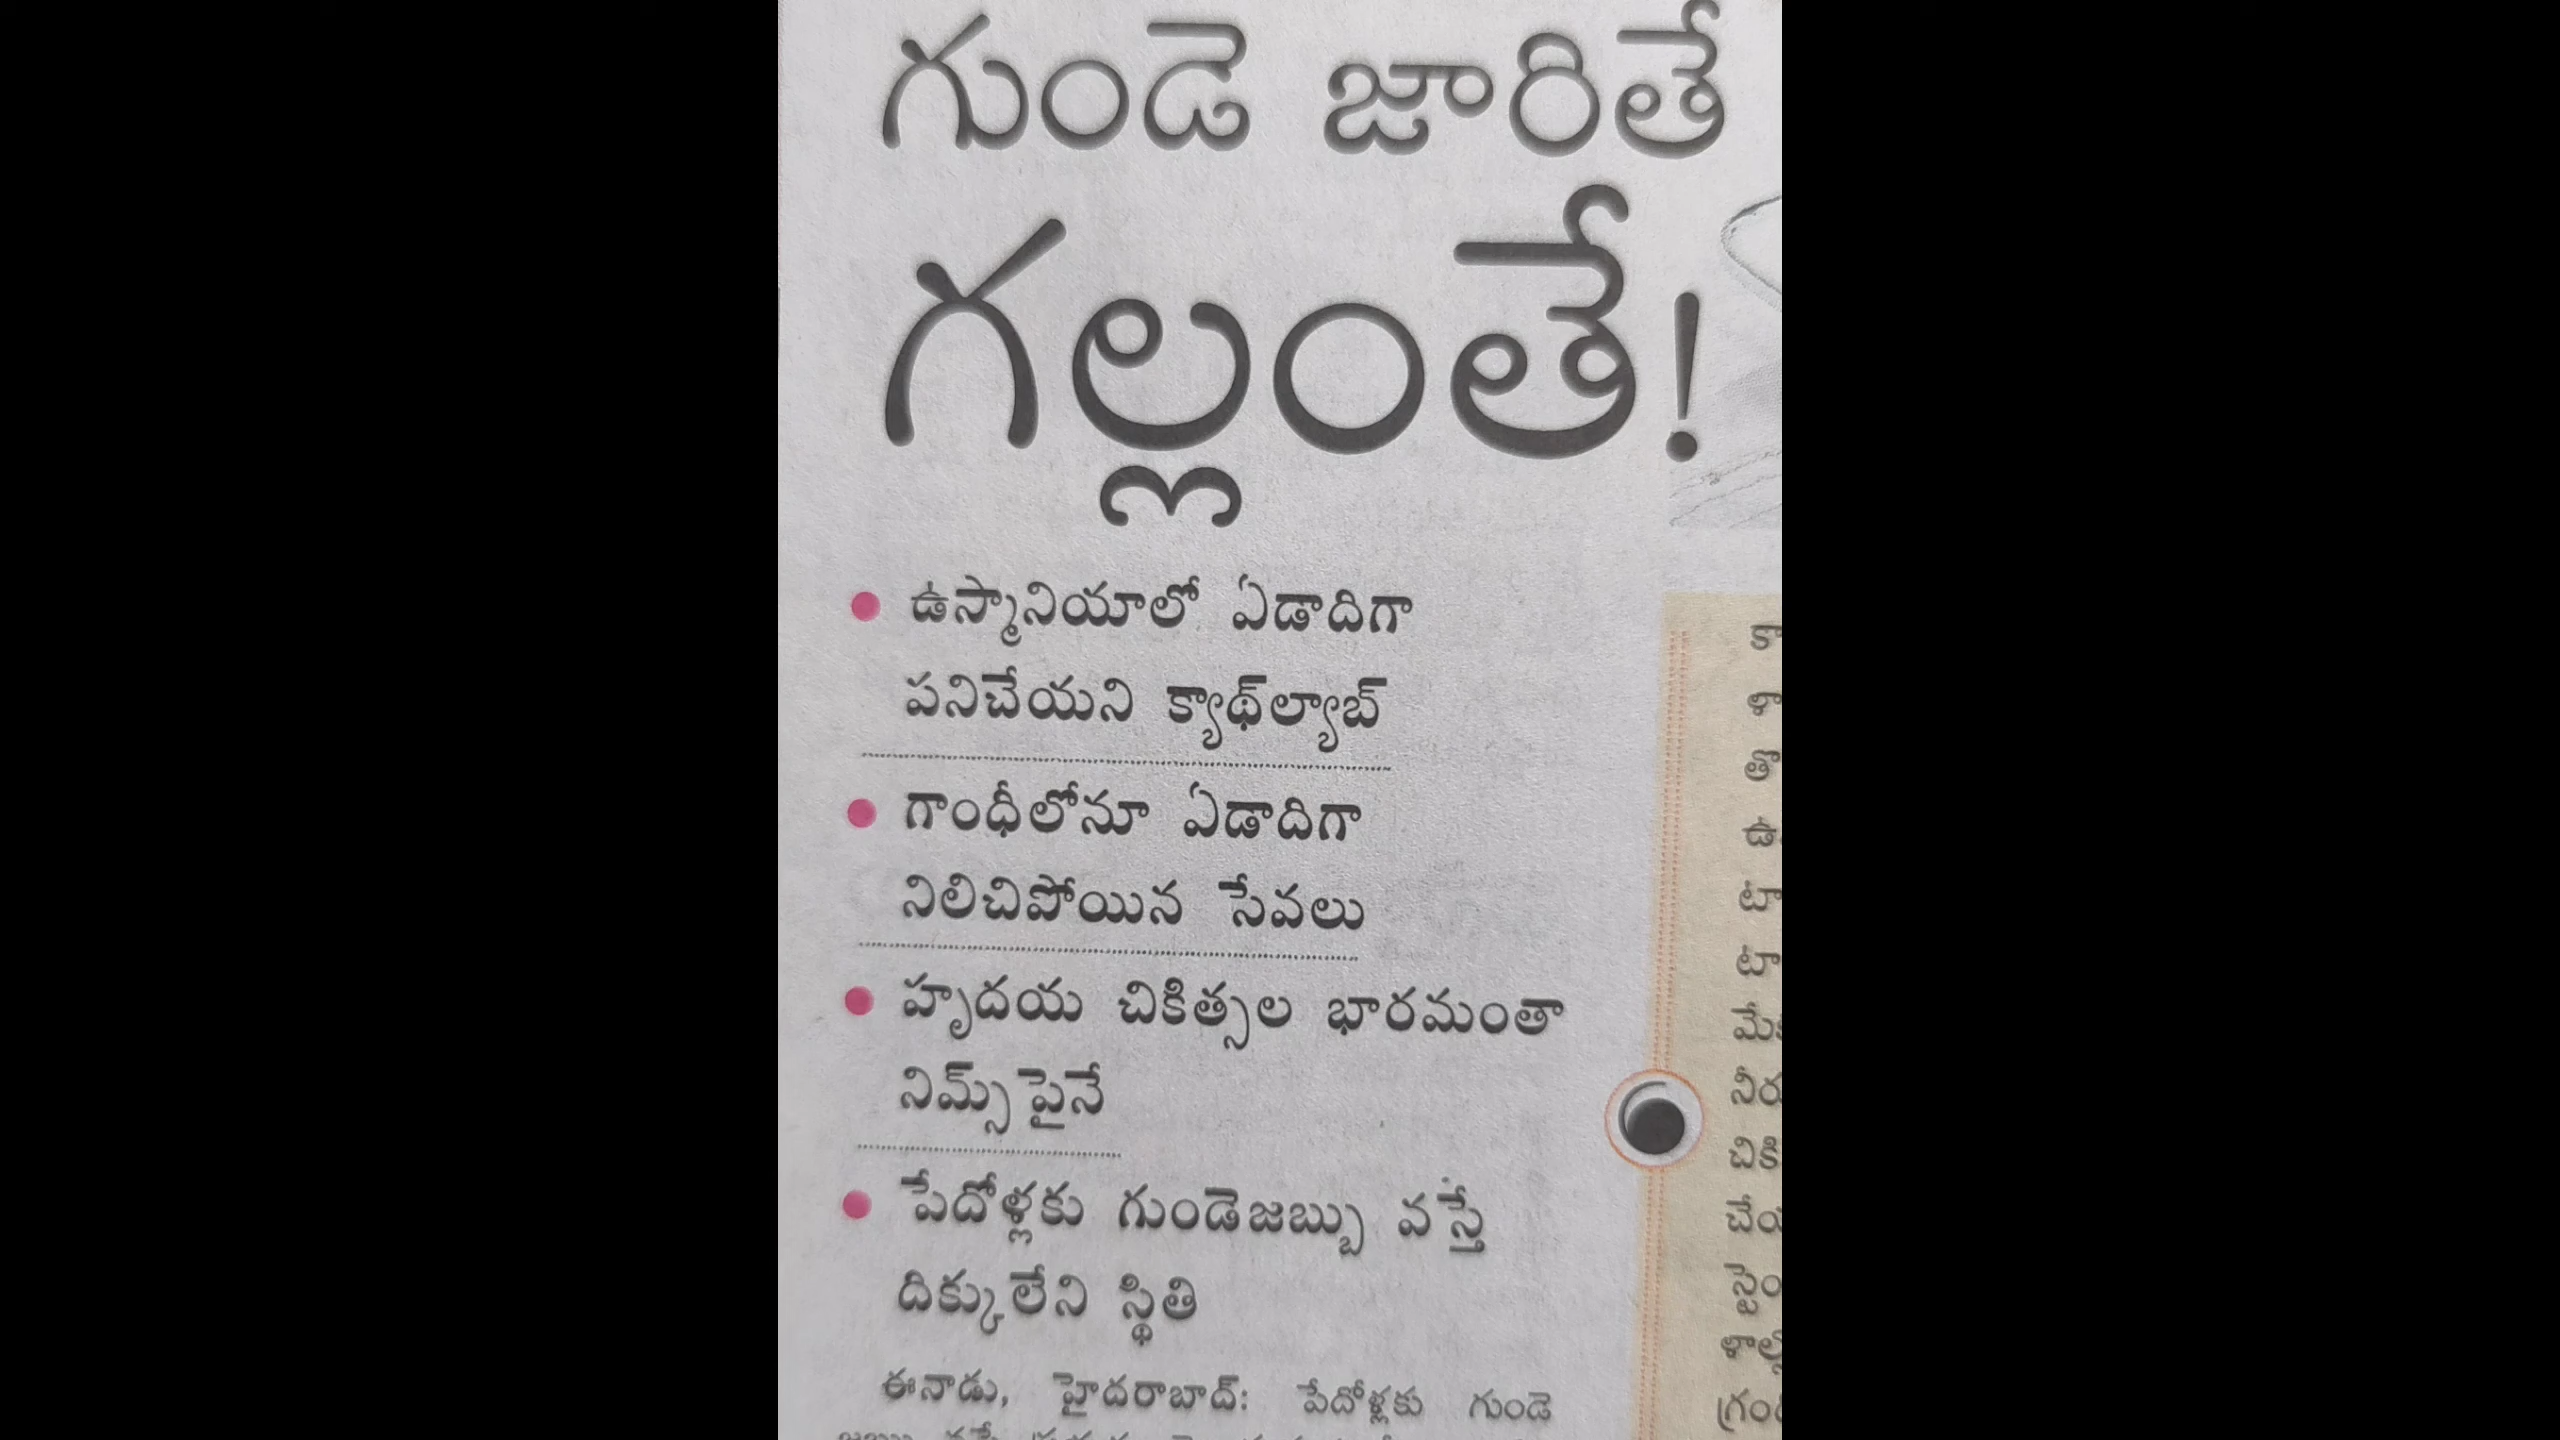 గుండె జారితే
గల్లంతే!
• ఉస్మానియాలో ఏడాదిగా
పనిచేయని క్యాథ్‌ల్యాబ్
• గాంధీలోనూ ఏడాదిగా
నిలిచిపోయిన సేవలు
• హృదయ చికిత్సల భారమంతా
నిమ్స్‌పైనే
• పేదోళ్లకు గుండెజబ్బు వస్తే
దిక్కులేని స్థితి
ఈనాడు, హైదరాబాద్: పేదోళ్లకు గుండె